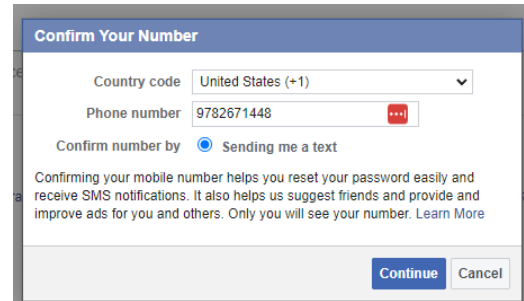 Confirm Your Number
Country code United States (+1)
Phone number 9782671448
Confirm number by Sending me a text
Confirming your mobile number helps you reset your password easily and
receive SMS notifications. It also helps us suggest friends and provide and
improve ads for you and others. Only you will see your number. Learn More
Continue Cancel